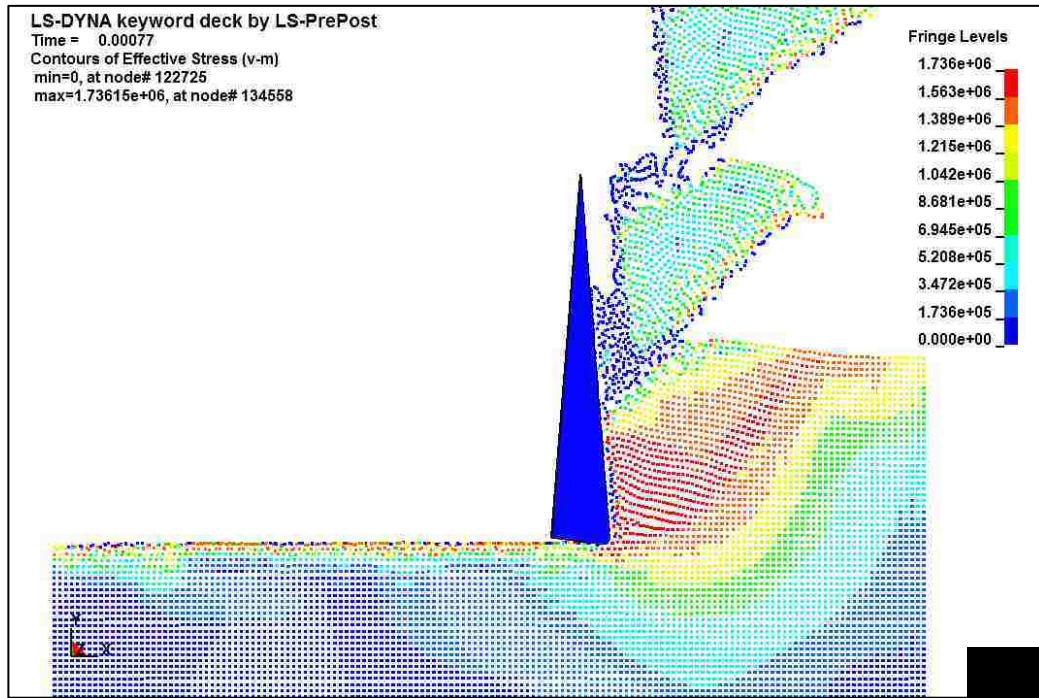 LS-DYNA keyword deck by LS-PrePost
Time = 0.00077
Contours of Effective Stress (v-m)
min=0, at node# 122725
max=1.73615e+06, at node# 134558
Fringe Levels
1.736e+06
1.563e+06
1.389e+06
1.215e+06
1.042e+06
8.681e+05
6.945e+05
5.208e+05
3.472e+05
1.736e+05
0.000e+00
Y
Z X